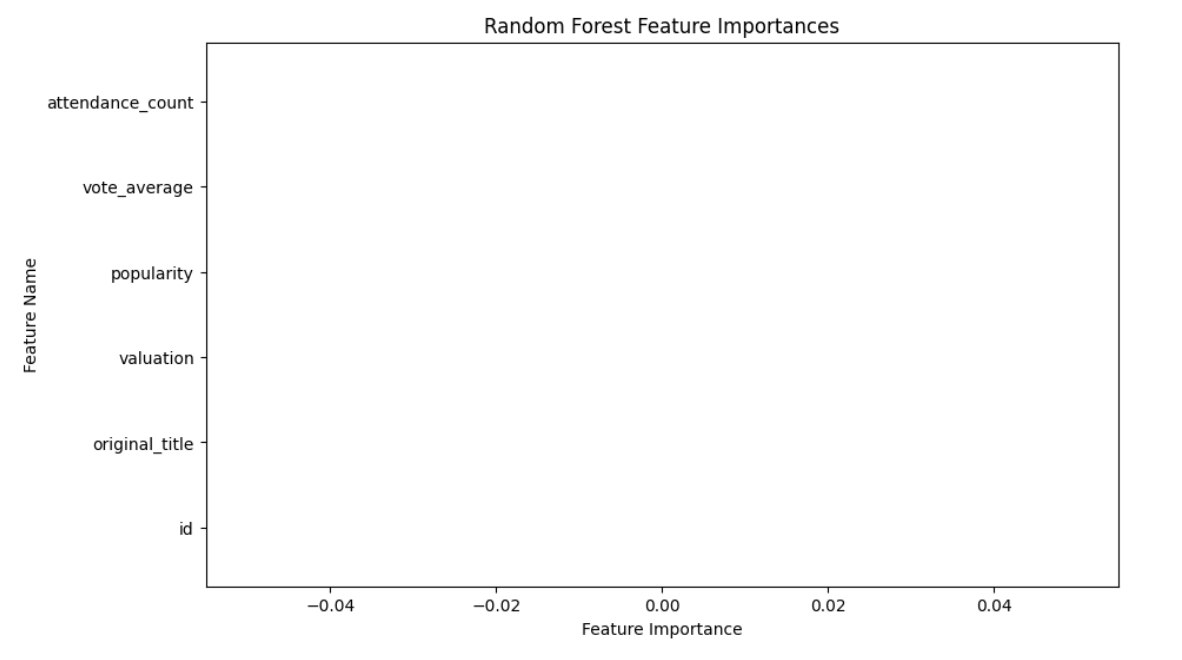 Random Forest Feature Importances
attendance_count
vote_average
popularity
valuation
original_title
id
Feature Name
−0.04 −0.02 0.00 0.02 0.04
Feature Importance